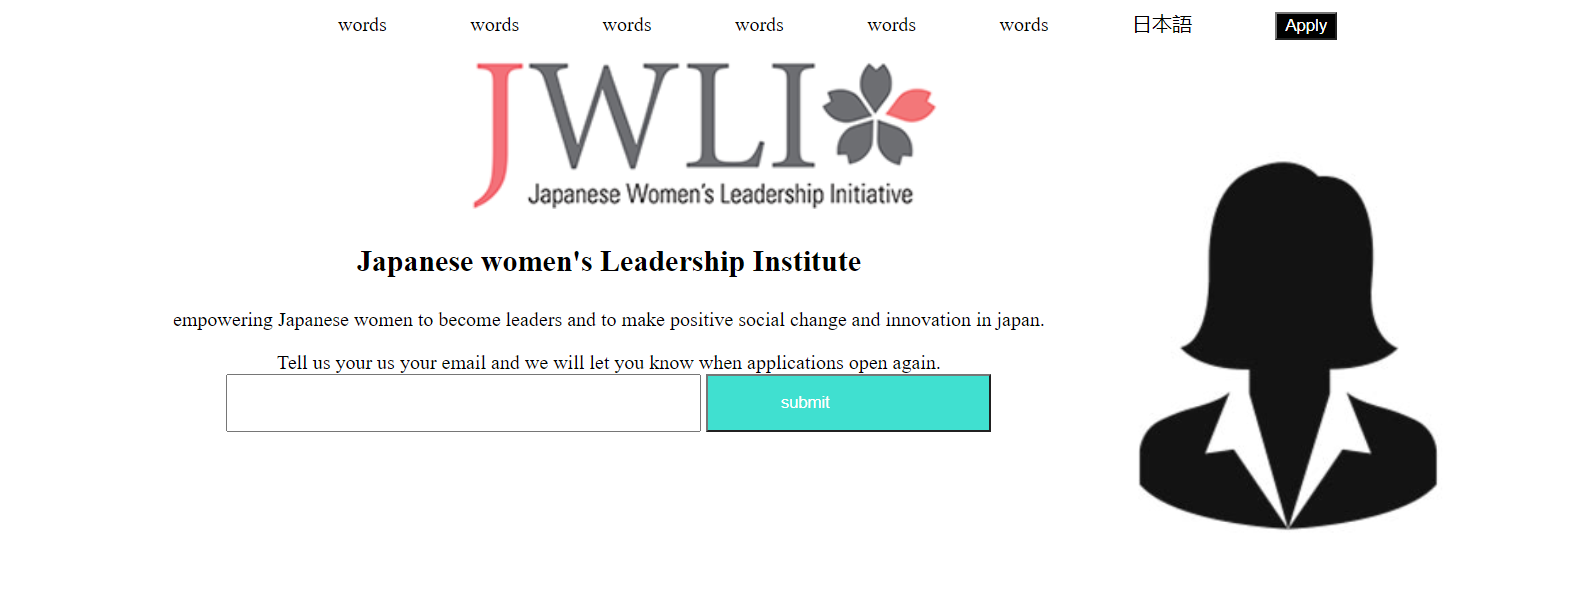 words words words words words words 日本語 Apply
JWLI
Japanese Women's Leadership Initiative
Japanese women's Leadership Institute
empowering Japanese women to become leaders and to make positive social change and innovation in japan.
Tell us your us your email and we will let you know when applications open again.
submit